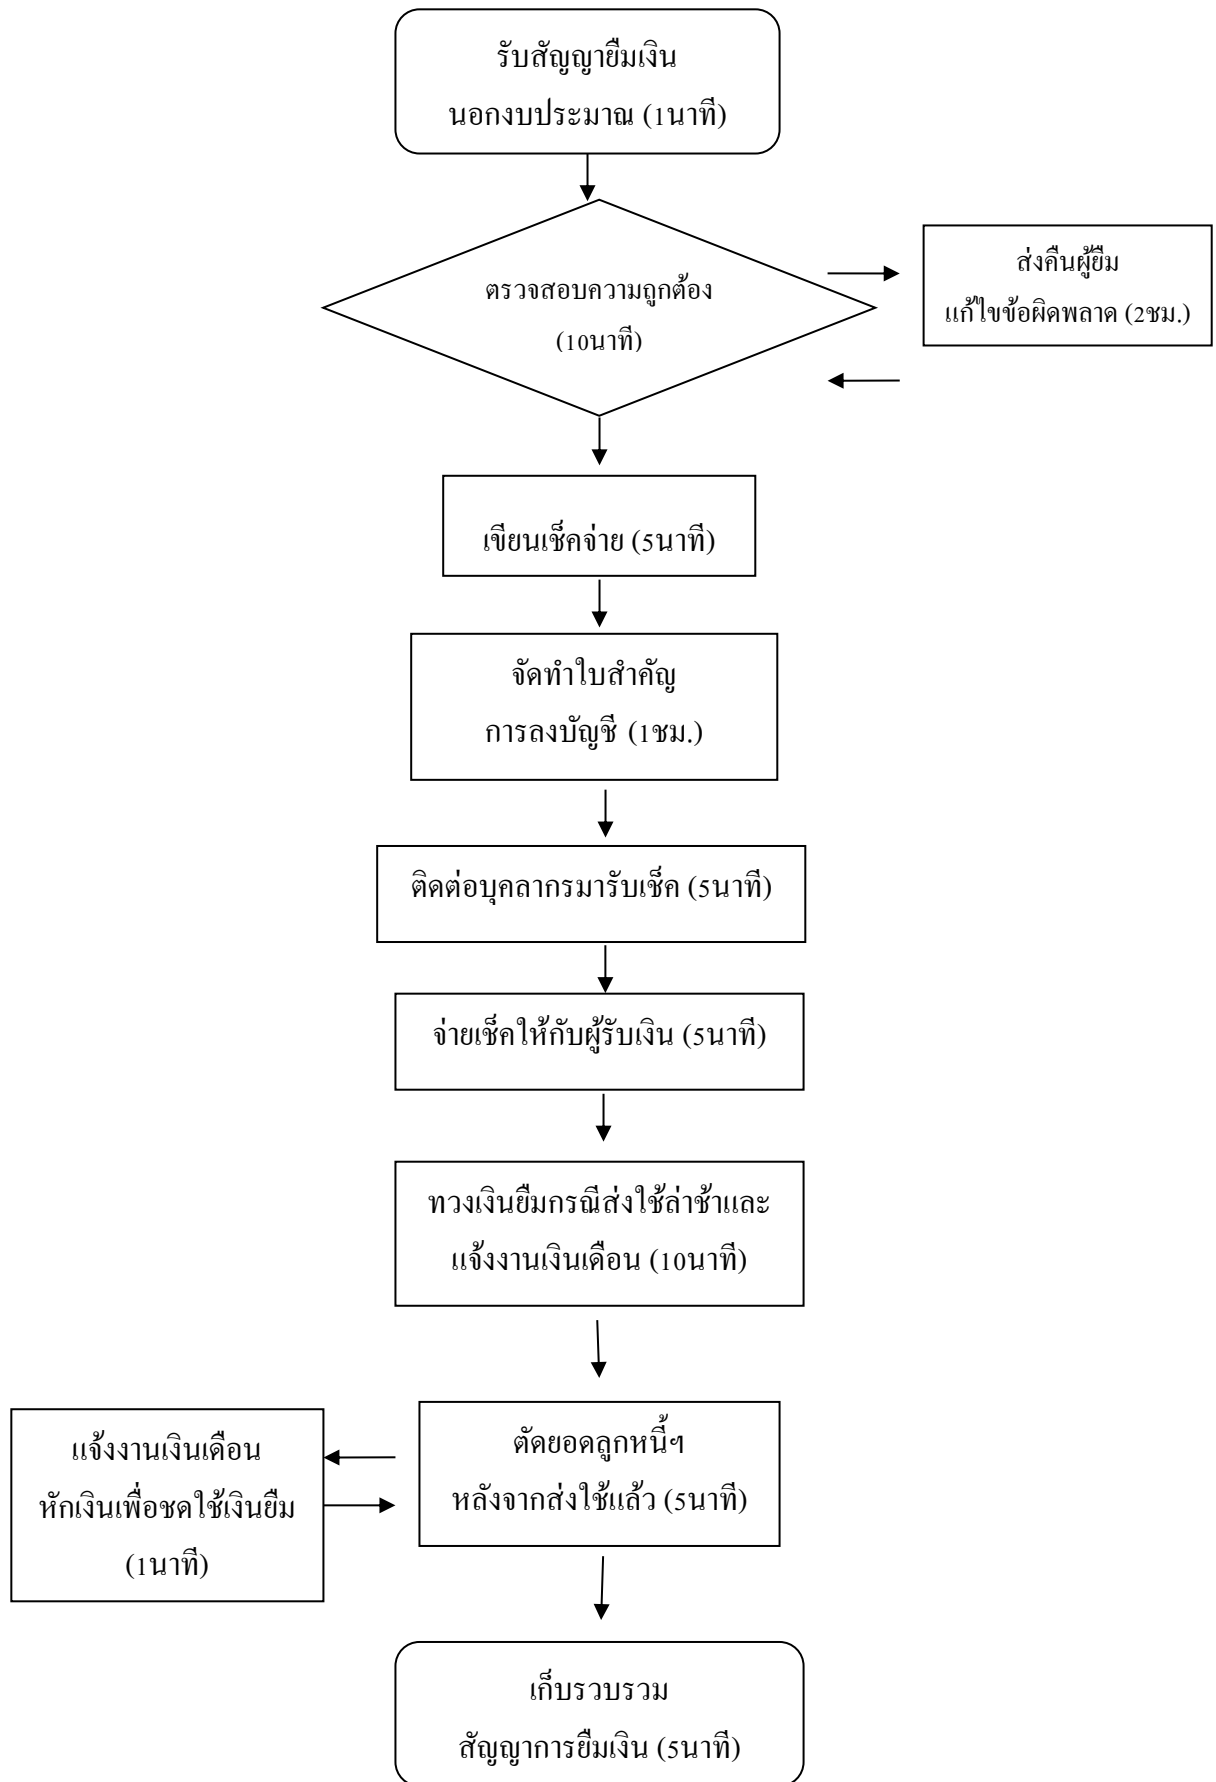 รับสัญญายืมเงิน
นอกงบประมาณ (1นาที)
ตรวจสอบความถูกต้อง
(10นาที)
ส่งคืนผู้ยืม
แก้ไขข้อผิดพลาด (2ชม.)
เขียนเช็คจ่าย (5นาที)
จัดทำใบสำคัญ
การลงบัญชี (1ชม.)
ติดต่อบุคลากรมารับเช็ค (5นาที)
จ่ายเช็คให้กับผู้รับเงิน (5นาที)
ทวงเงินยืมกรณีส่งใช้ล่าช้าและ
แจ้งงานเงินเดือน (10นาที)
แจ้งงานเงินเดือน
หักเงินเพื่อชดใช้เงินยืม
(1นาที)
ตัดยอดลูกหนี้ฯ
หลังจากส่งใช้แล้ว (5นาที)
เก็บรวบรวม
สัญญาการยืมเงิน (5นาที)